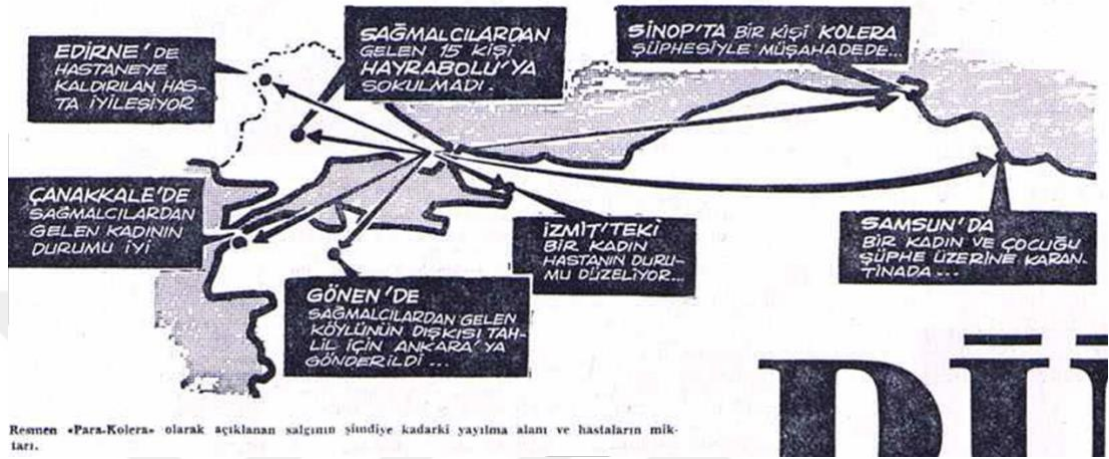 EDİRNE'DE
HASTANEYE
KALDIRILAN HAS-
TA İYİLEŞİYOR
SAĞMALCILARDAN
GELEN 15 KİŞİ
HAYRABOLU'YA
SOKULMADI.
SİNOP'TA BİR KİŞİ KOLERA
ŞÜPHESİYLE MÜŞAHADEDE...
ÇANAKKALE'DE
SAĞMALCILARDAN
GELEN KADININ
DURUMU İYİ
GÖNEN'DE
SAĞMALCILARDAN GELEN
KÖYLÜNÜN DIŞKISI TAH-
LİL İÇİN ANKARA'YA
GÖNDERİLDİ...
İZMİT'TEKİ
BİR KADIN
HASTANIN DURU-
MU DÜZELİYOR...
SAMSUN'DA
BİR KADIN VE ÇOCUĞU
ŞÜPHE ÜZERİNE KARAN-
TİNADA...
Resmen «Para-Kolera» olarak açıklanan salgının şimdiye kadarki yayılma alanı ve hastaların mik-
tarı.
DÜ